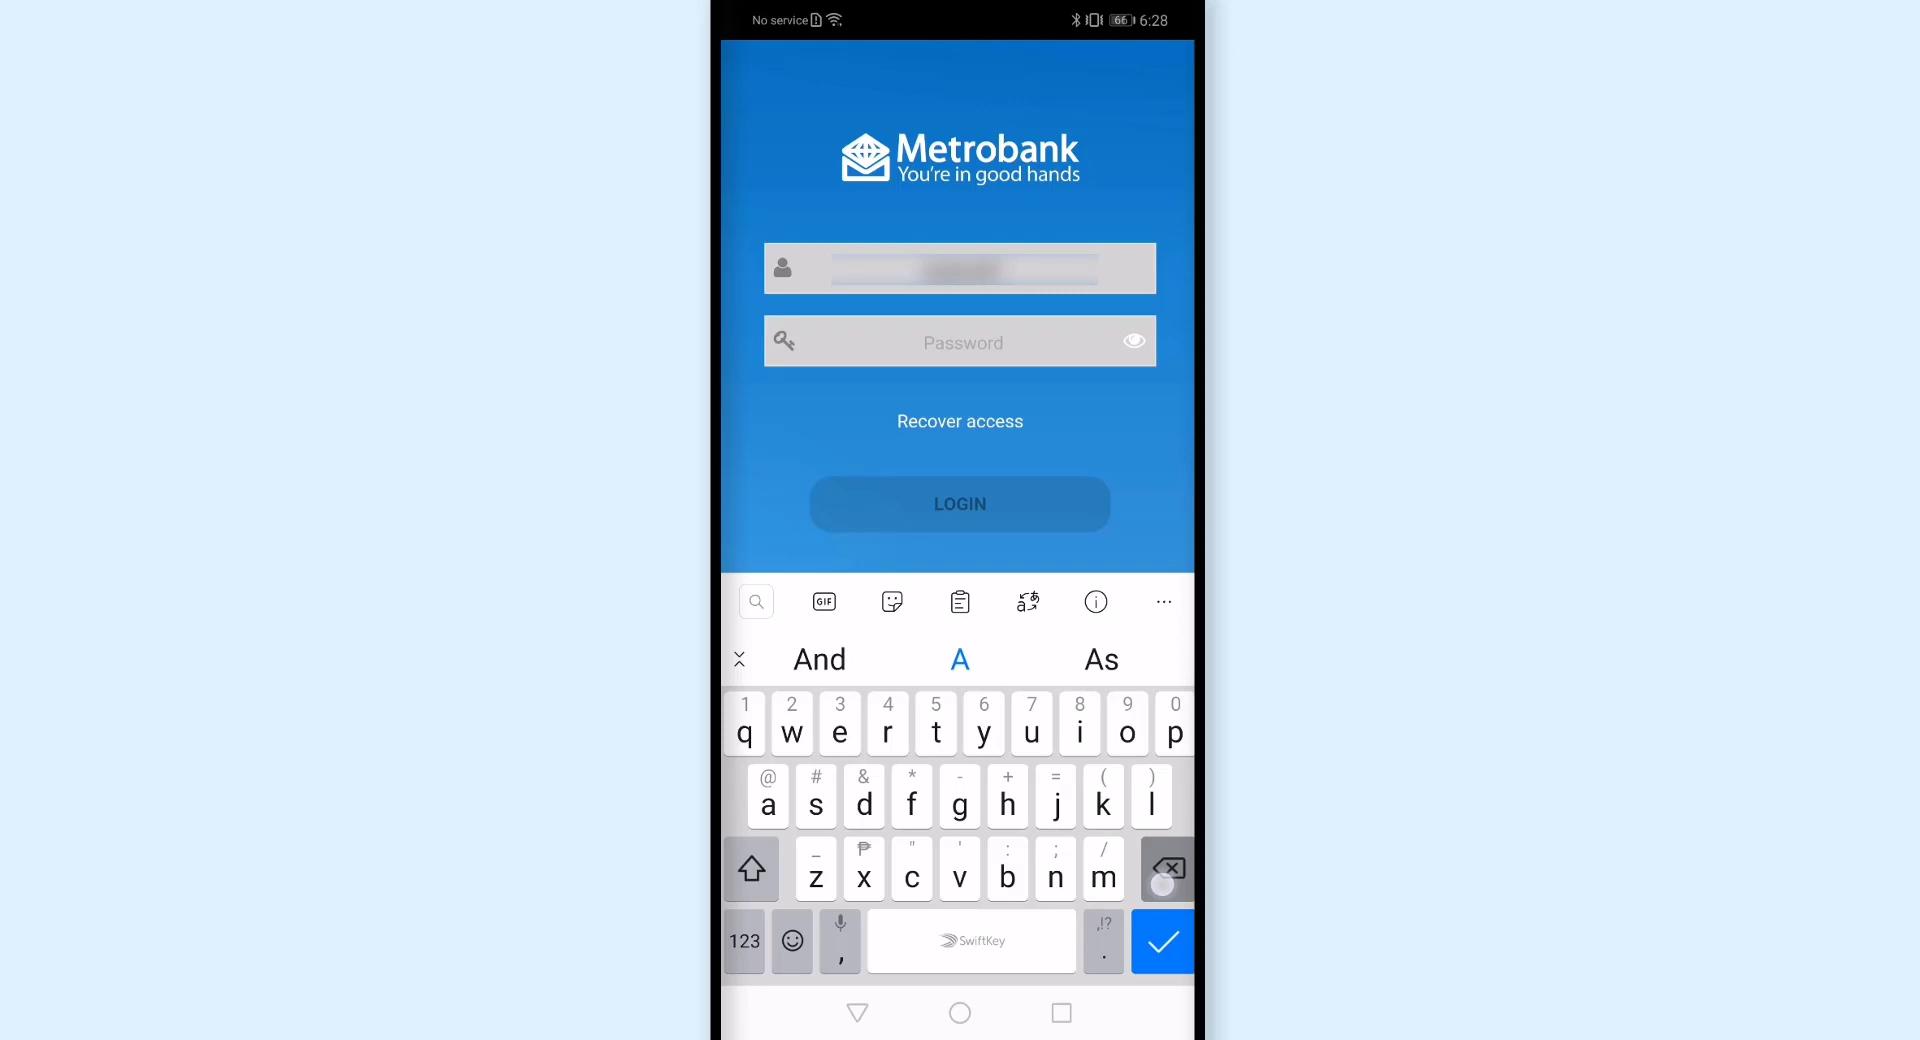 No service 66 6:28
Metrobank
You're in good hands
Password
Recover access
LOGIN
GIF
And A As
1 2 3 4 5 6 7 8 9 0
q w e r t y u i o p
@ # & * - + = ( )
a s d f g h j k l
_ ₱ " ' : ; /
z x c v b n m
,!?
123 , SwiftKey .